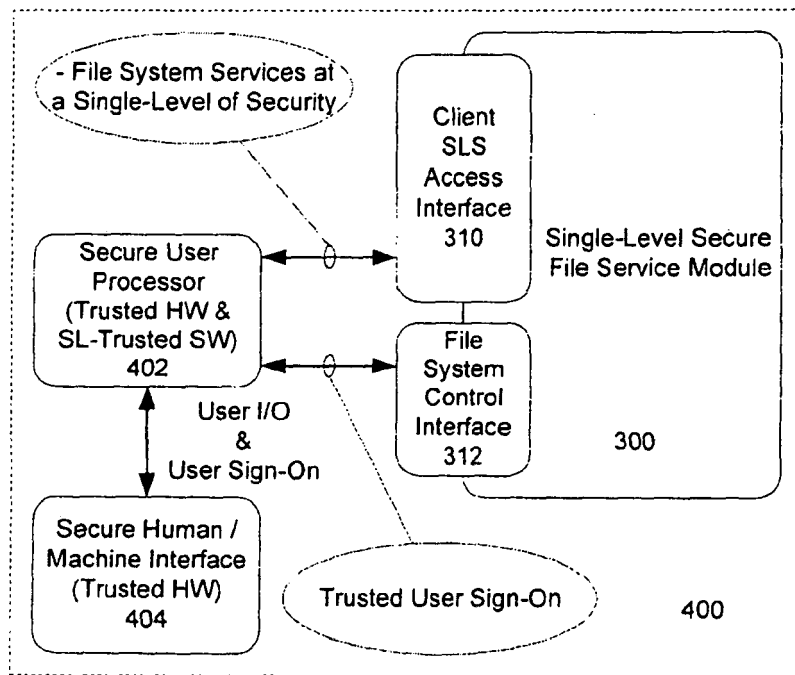 - File System Services at
a Single-Level of Security
Client
SLS
Access
Interface
310
Single-Level Secure
File Service Module
Secure User
Processor
(Trusted HW &
SL-Trusted SW)
402
File
System
Control
Interface
312
300
User I/O
&
User Sign-On
Secure Human /
Machine Interface
(Trusted HW)
404
Trusted User Sign-On
400